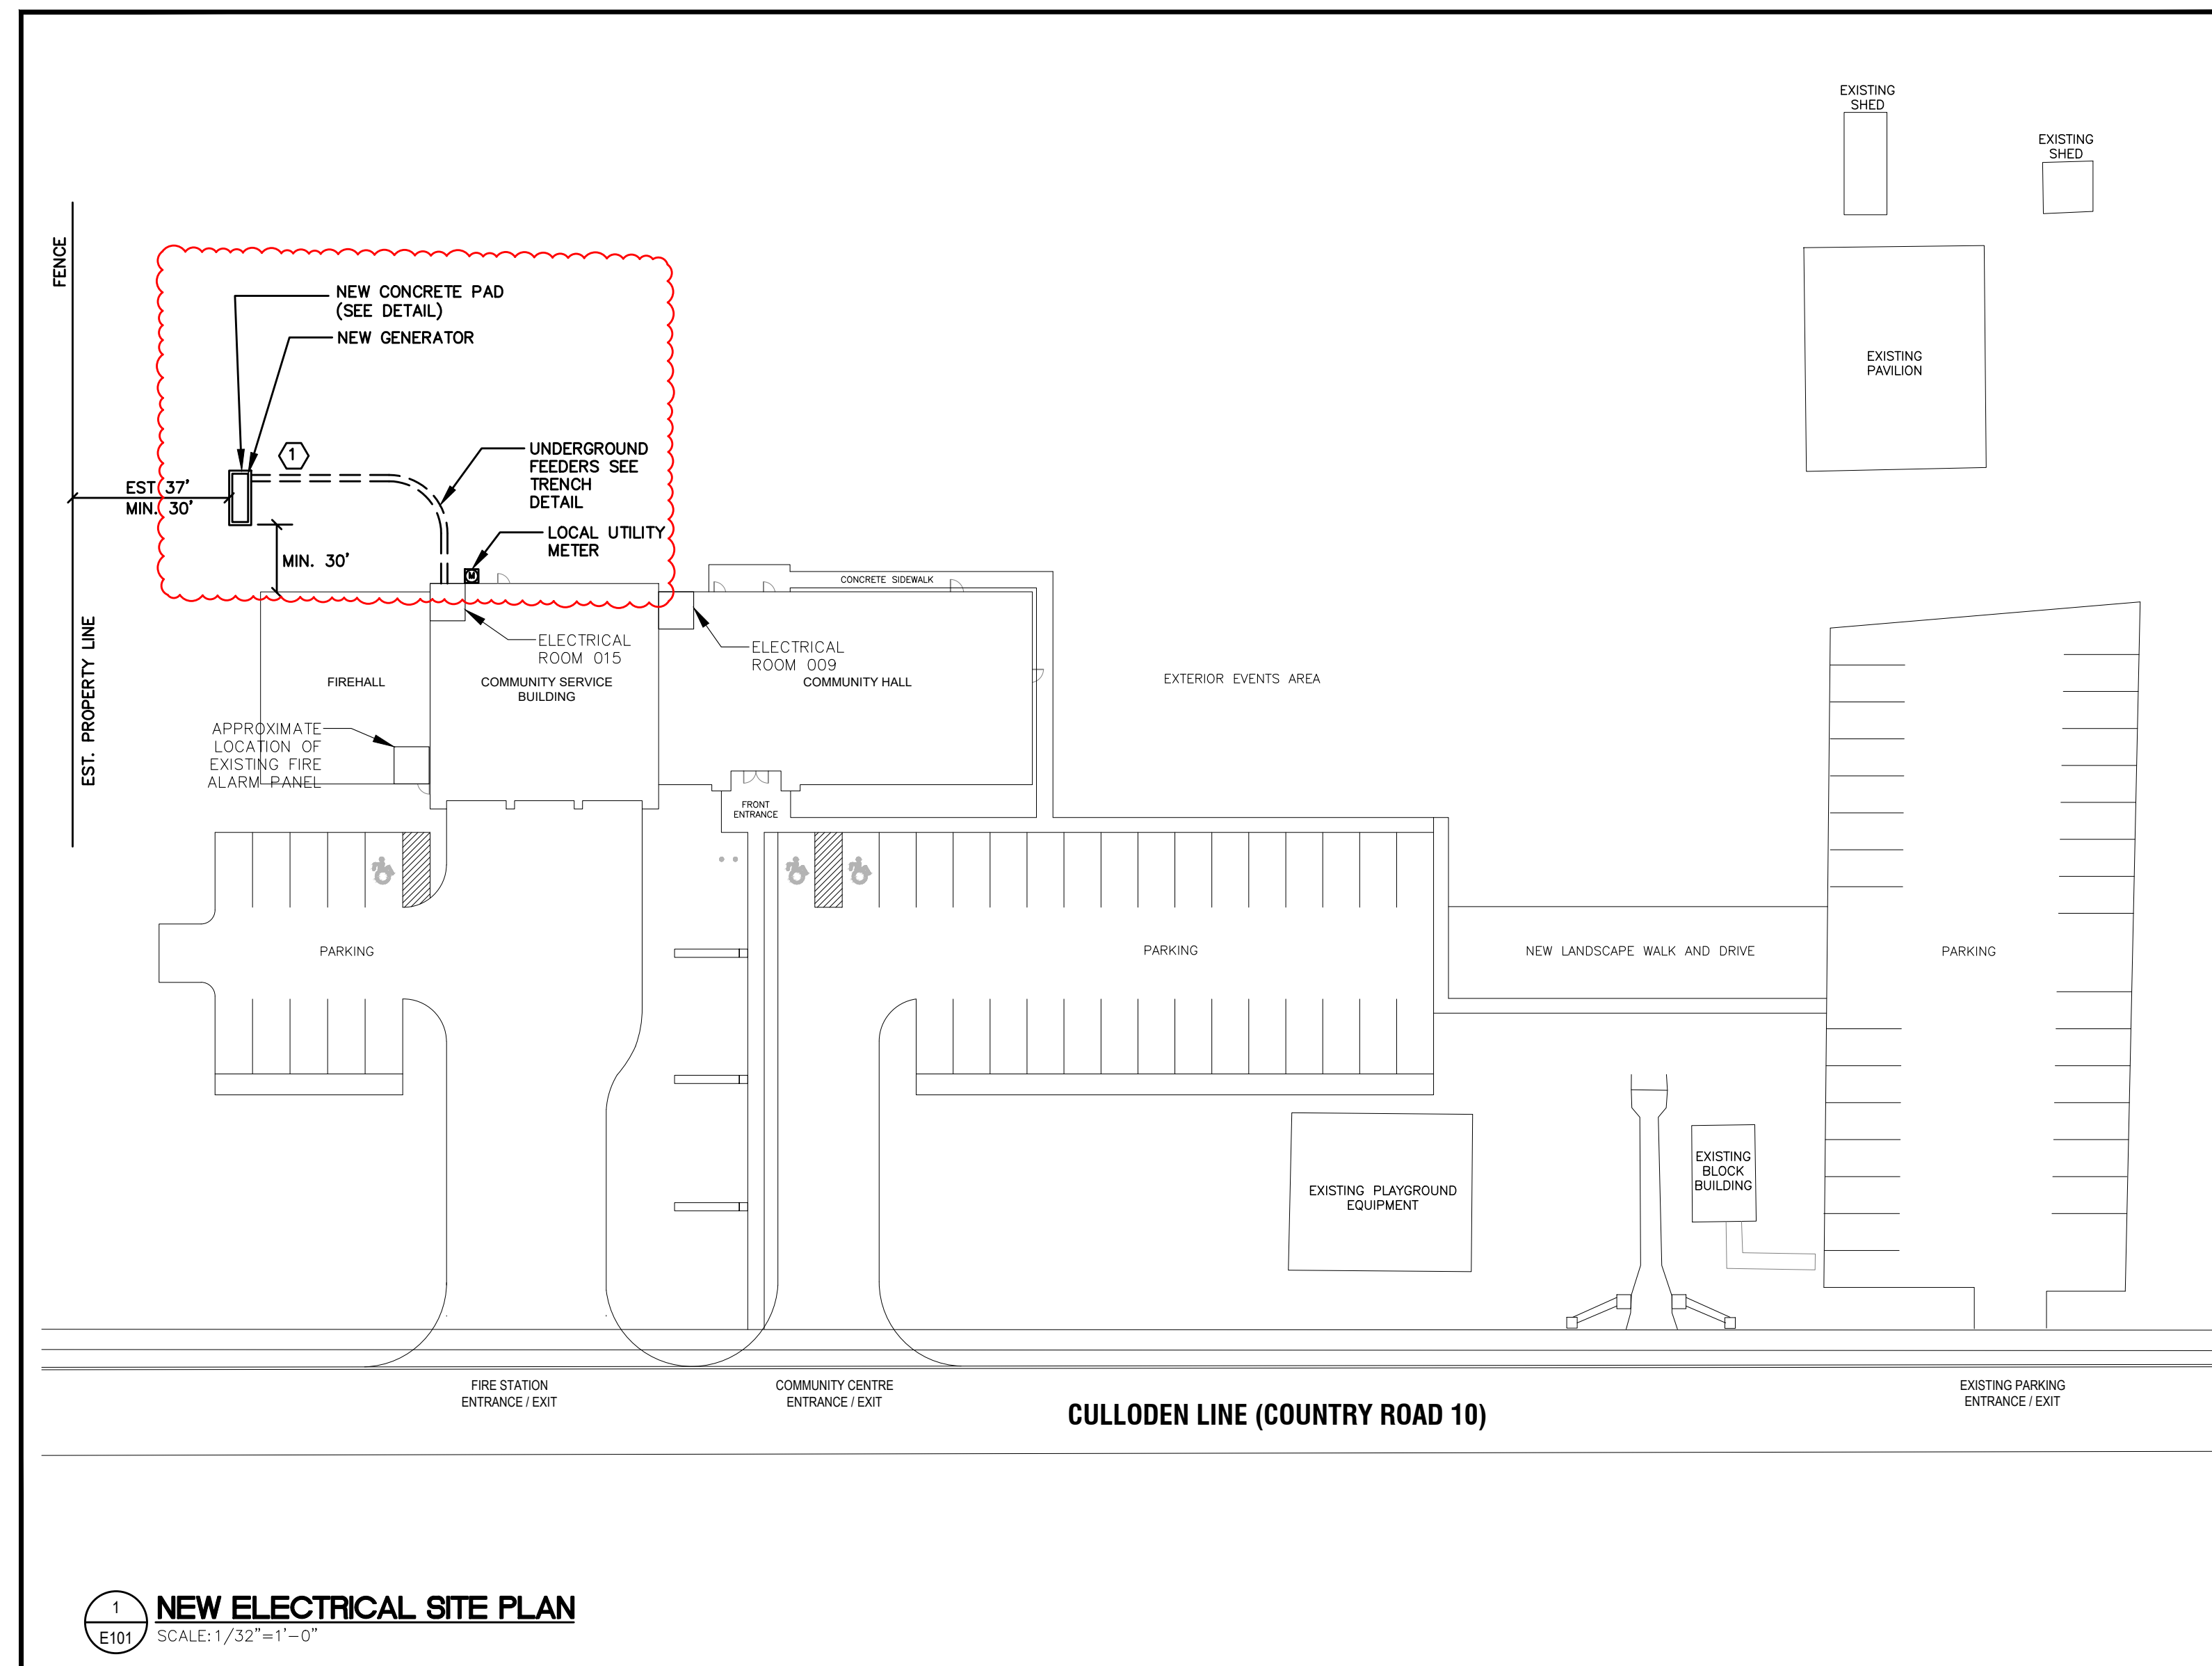 EXISTING
SHED
EXISTING
SHED
FENCE
NEW CONCRETE PAD
(SEE DETAIL)
NEW GENERATOR
EXISTING
PAVILION
1
UNDERGROUND
FEEDERS SEE
TRENCH
DETAIL
EST 37'
MIN. 30'
LOCAL UTILITY
METER
MIN. 30'
M
CONCRETE SIDEWALK
EST. PROPERTY LINE
ELECTRICAL
ROOM 015
ELECTRICAL
ROOM 009
FIREHALL
COMMUNITY SERVICE
BUILDING
COMMUNITY HALL
EXTERIOR EVENTS AREA
APPROXIMATE
LOCATION OF
EXISTING FIRE
ALARM PANEL
FRONT
ENTRANCE
PARKING
PARKING
NEW LANDSCAPE WALK AND DRIVE
PARKING
EXISTING
BLOCK
BUILDING
EXISTING PLAYGROUND
EQUIPMENT
FIRE STATION
ENTRANCE / EXIT
COMMUNITY CENTRE
ENTRANCE / EXIT
CULLODEN LINE (COUNTRY ROAD 10)
EXISTING PARKING
ENTRANCE / EXIT
1
E101
NEW ELECTRICAL SITE PLAN
SCALE: 1/32"=1'-0"